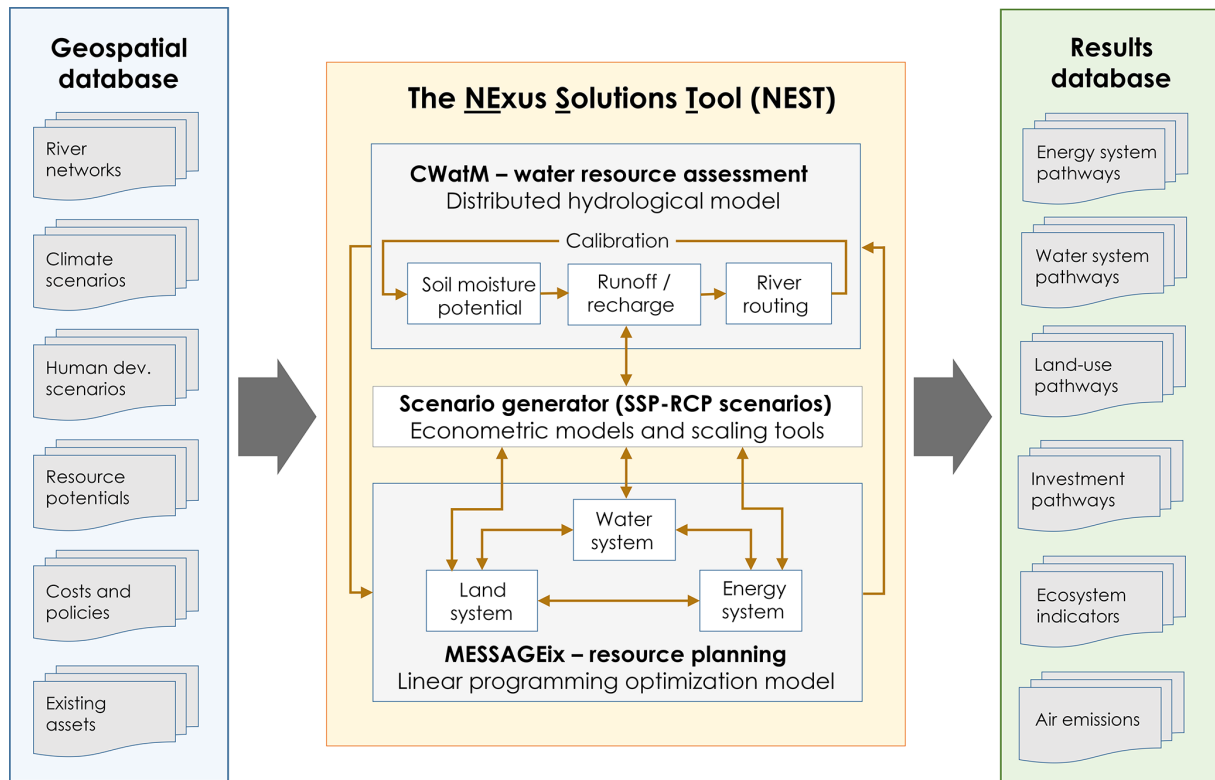 Geospatial
database
River
networks
Climate
scenarios
Human dev.
scenarios
Resource
potentials
Costs and
policies
Existing
assets
The NExus Solutions Tool (NEST)
CWatM – water resource assessment
Distributed hydrological model
Calibration
Soil moisture
potential
Runoff /
recharge
River
routing
Scenario generator (SSP-RCP scenarios)
Econometric models and scaling tools
Water
system
Land
system
Energy
system
MESSAGEix – resource planning
Linear programming optimization model
Results
database
Energy system
pathways
Water system
pathways
Land-use
pathways
Investment
pathways
Ecosystem
indicators
Air emissions